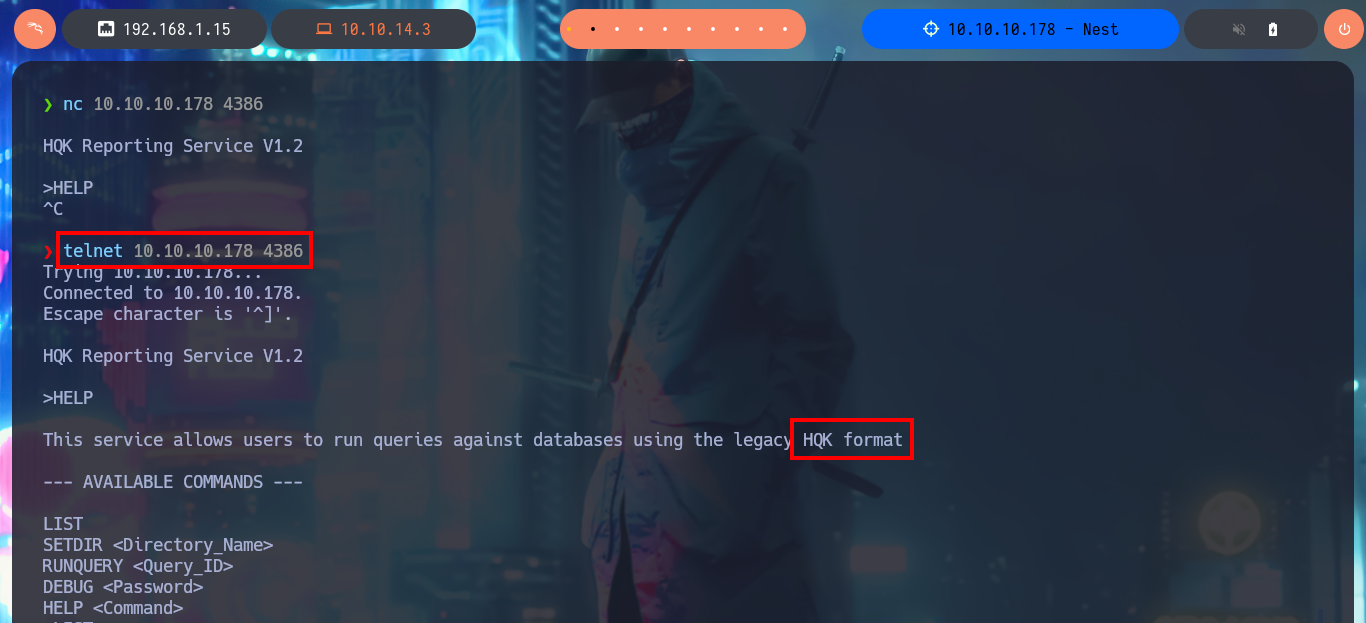 192.168.1.15
10.10.14.3
10.10.10.178 - Nest
❯ nc 10.10.10.178 4386
HQK Reporting Service V1.2
>HELP
^C
❯ telnet 10.10.10.178 4386
Trying 10.10.10.178...
Connected to 10.10.10.178.
Escape character is '^]'.
HQK Reporting Service V1.2
>HELP
This service allows users to run queries against databases using the legacy HQK format
--- AVAILABLE COMMANDS ---
LIST
SETDIR <Directory_Name>
RUNQUERY <Query_ID>
DEBUG <Password>
HELP <Command>